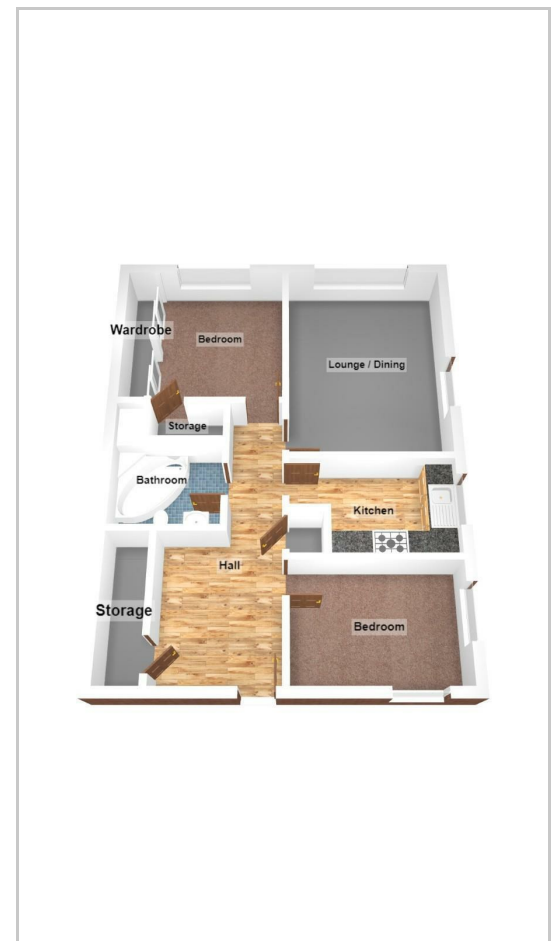 Wardrobe
Bedroom
Lounge / Dining
Storage
Bathroom
Kitchen
Hall
Storage
Bedroom